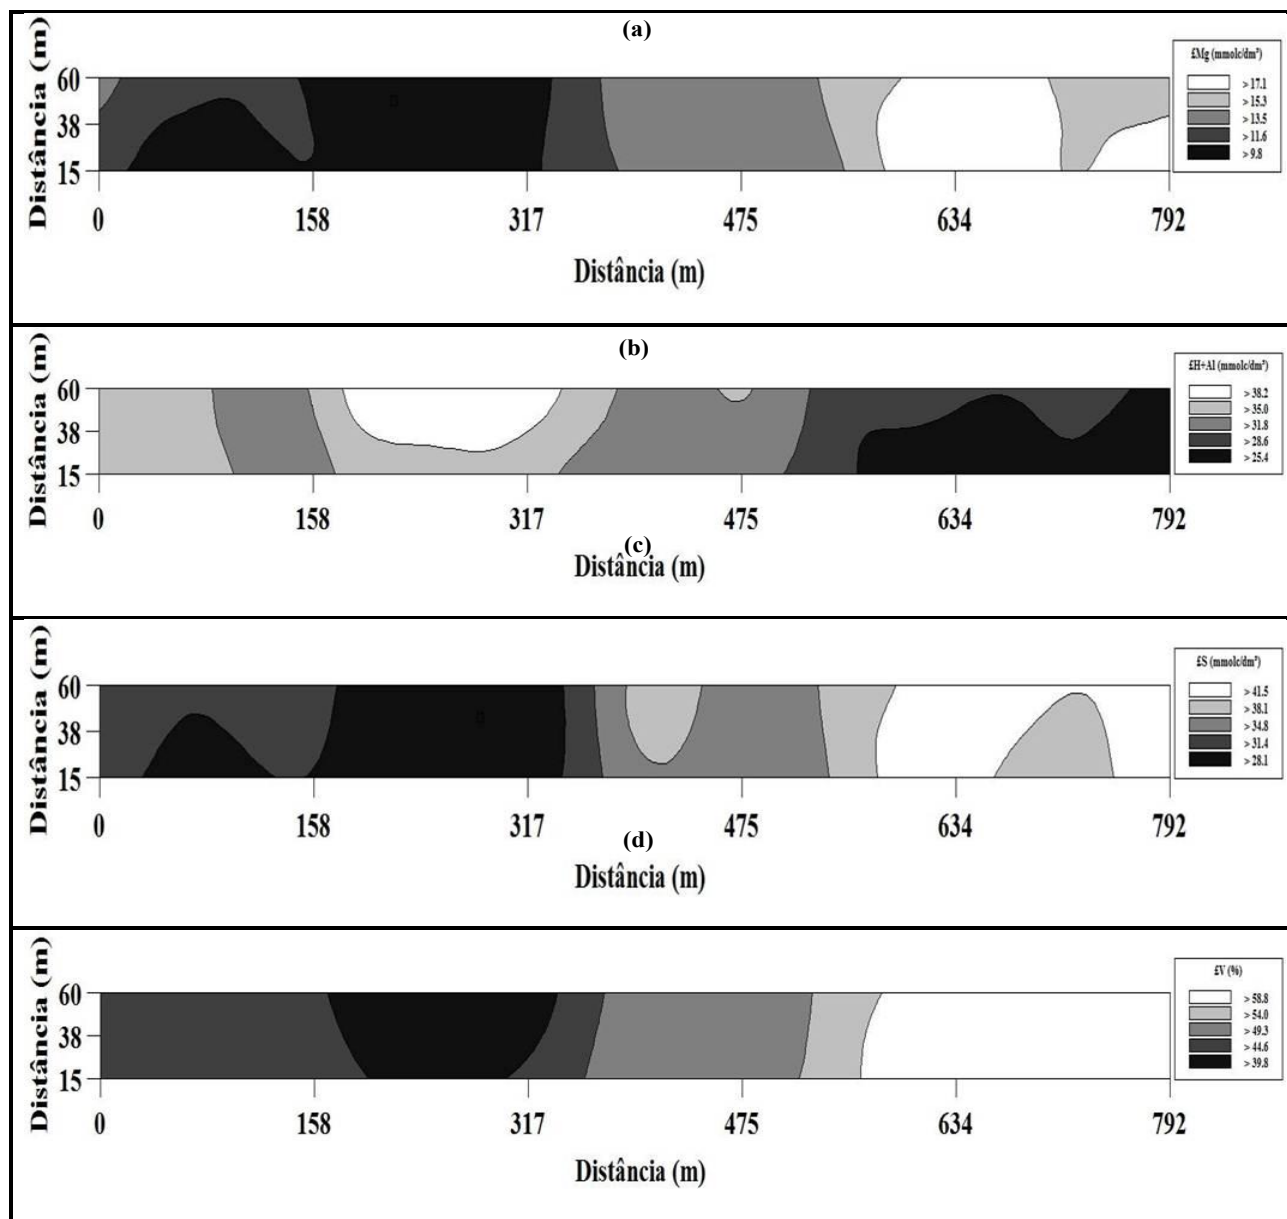 (a)
Distância (m)
60
38
15
0 158 317 475 634 792
Distância (m)
£Mg (mmolc/dm³)
> 17.1
> 15.3
> 13.5
> 11.6
> 9.8
(b)
Distância (m)
60
38
15
0 158 317 475 634 792
Distância (m)
£H+Al (mmolc/dm³)
> 38.2
> 35.0
> 31.8
> 28.6
> 25.4
(c)
Distância (m)
60
38
15
0 158 317 475 634 792
Distância (m)
£S (mmolc/dm³)
> 41.5
> 38.1
> 34.8
> 31.4
> 28.1
(d)
Distância (m)
60
38
15
0 158 317 475 634 792
Distância (m)
£V (%)
> 58.8
> 54.0
> 49.3
> 44.6
> 39.8